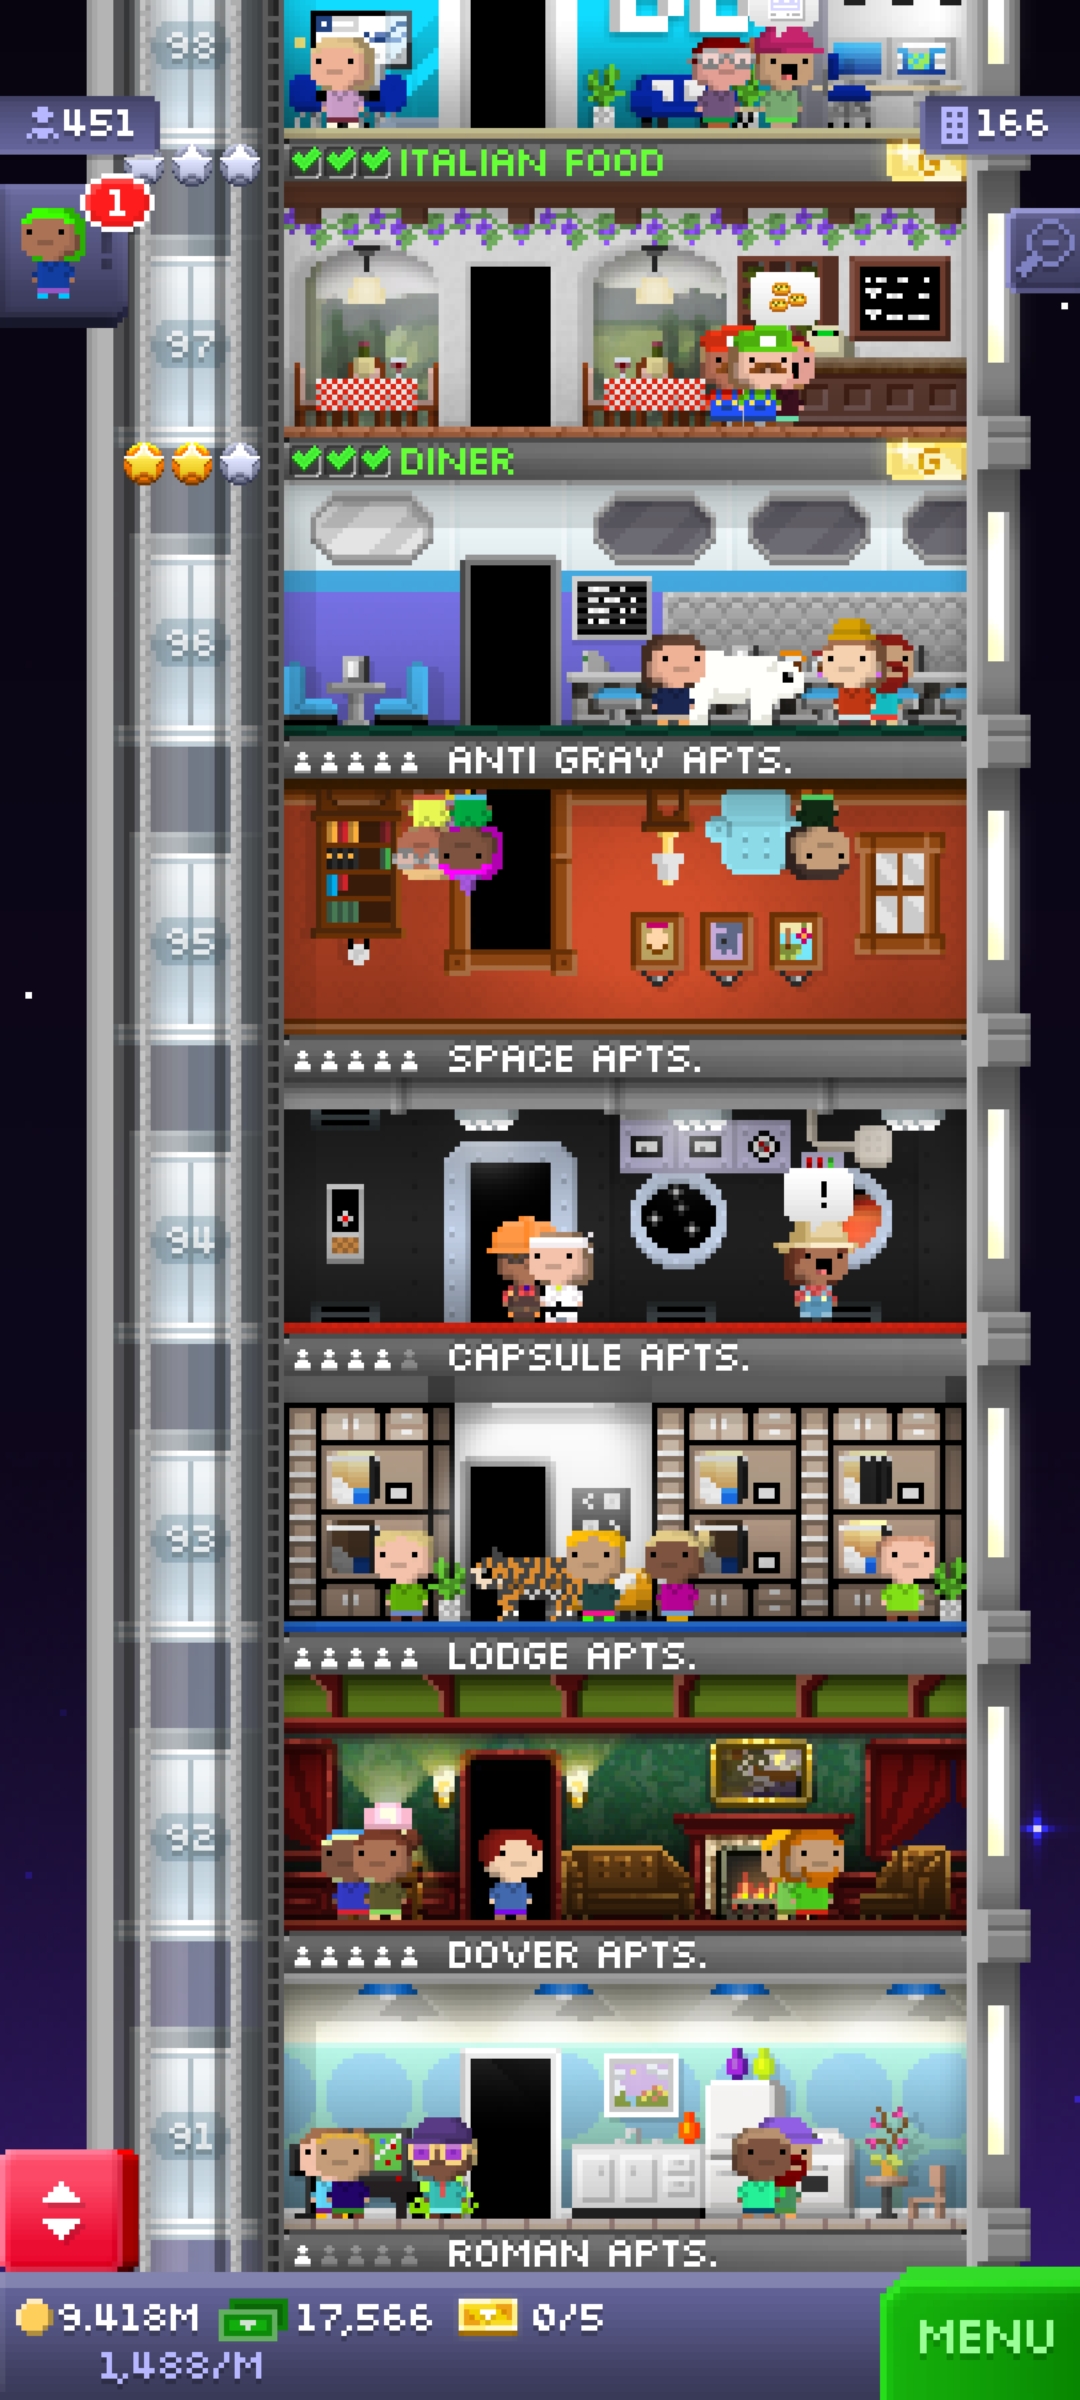 98
451
166
1
ITALIAN FOOD
G
97
DINER
G
96
ANTI GRAV APTS.
95
SPACE APTS.
!
94
CAPSULE APTS.
93
LODGE APTS.
92
DOVER APTS.
91
ROMAN APTS.
9.418M 17,566 0/5
1,488/M
MENU